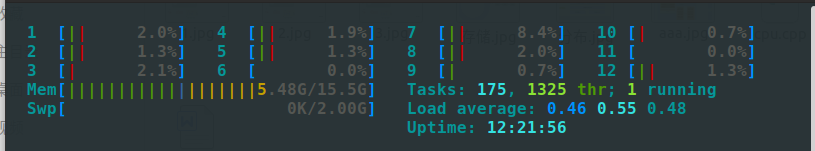 1 [|| 2.0%] 4 [|| 1.9%] 7 [|| 8.4%] 10 [| 0.7%]
2 [|| 1.3%] 5 [|| 1.3%] 8 [|| 2.0%] 11 [ 0.0%]
3 [| 2.1%] 6 [ 0.0%] 9 [| 0.7%] 12 [|| 1.3%]
Mem[|||||||||||||||||||5.48G/15.5G] Tasks: 175, 1325 thr; 1 running
Swp[ 0K/2.00G] Load average: 0.46 0.55 0.48
Uptime: 12:21:56